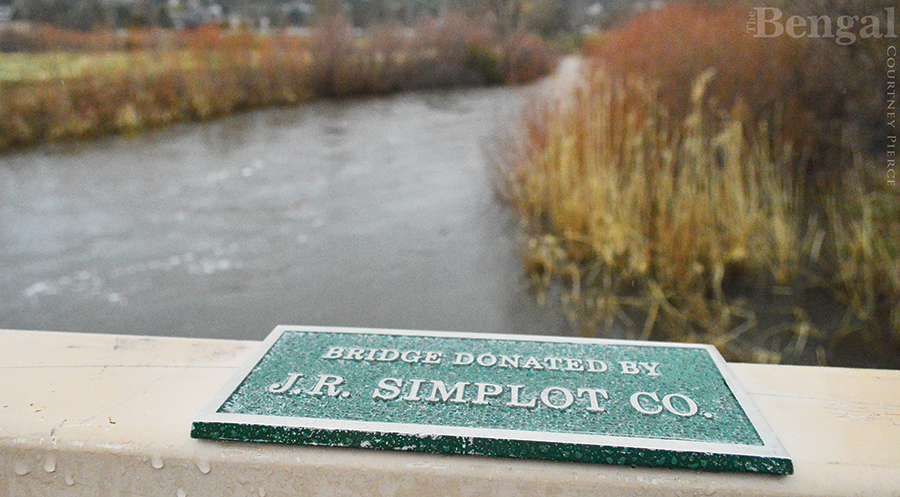 The Bengal
COURTNEY PIERCE
BRIDGE DONATED BY
J.R. SIMPLOT CO.